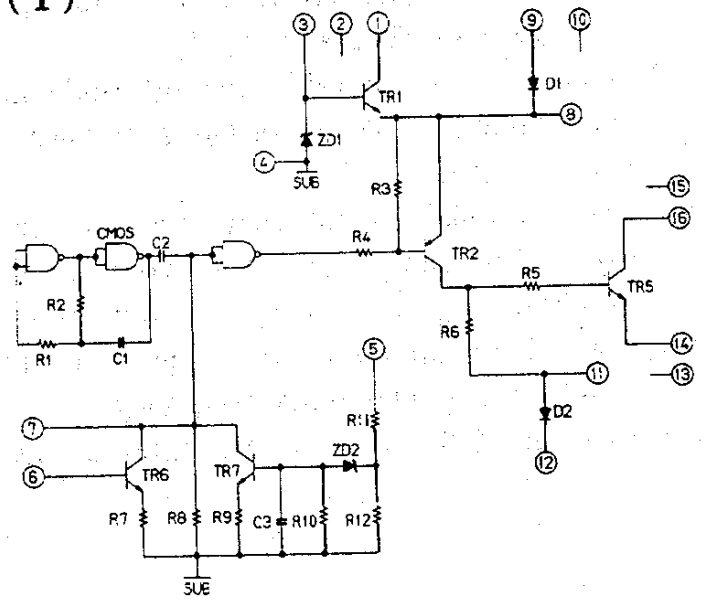 (1)
3 2 1 9 10
TR1
D1
8
ZD1
4
SUB
R3
15
16
CMOS
C2
R4
TR2
R5
TR5
R2
R6
R1
C1
5
14
11
13
R11
D2
7
ZD2
12
TR6
TR7
6
R7
R8
R9
C3
R10
R12
SUB